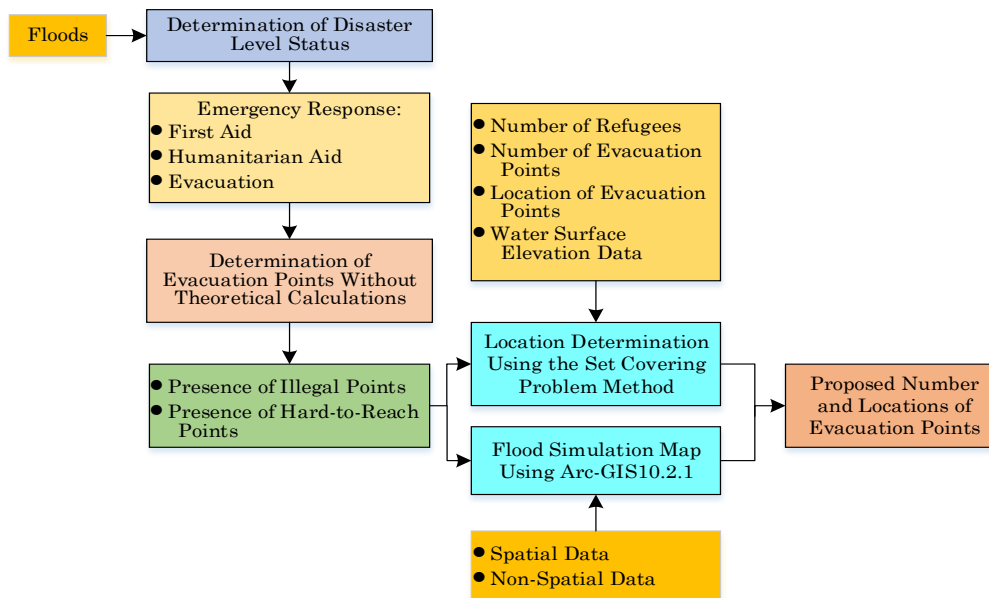 Floods
Determination of Disaster
Level Status
Emergency Response:
● First Aid
● Humanitarian Aid
● Evacuation
Determination of
Evacuation Points Without
Theoretical Calculations
● Presence of Illegal Points
● Presence of Hard-to-Reach
Points
● Number of Refugees
● Number of Evacuation
Points
● Location of Evacuation
Points
● Water Surface
Elevation Data
Location Determination
Using the Set Covering
Problem Method
Flood Simulation Map
Using Arc-GIS10.2.1
● Spatial Data
● Non-Spatial Data
Proposed Number
and Locations of
Evacuation Points